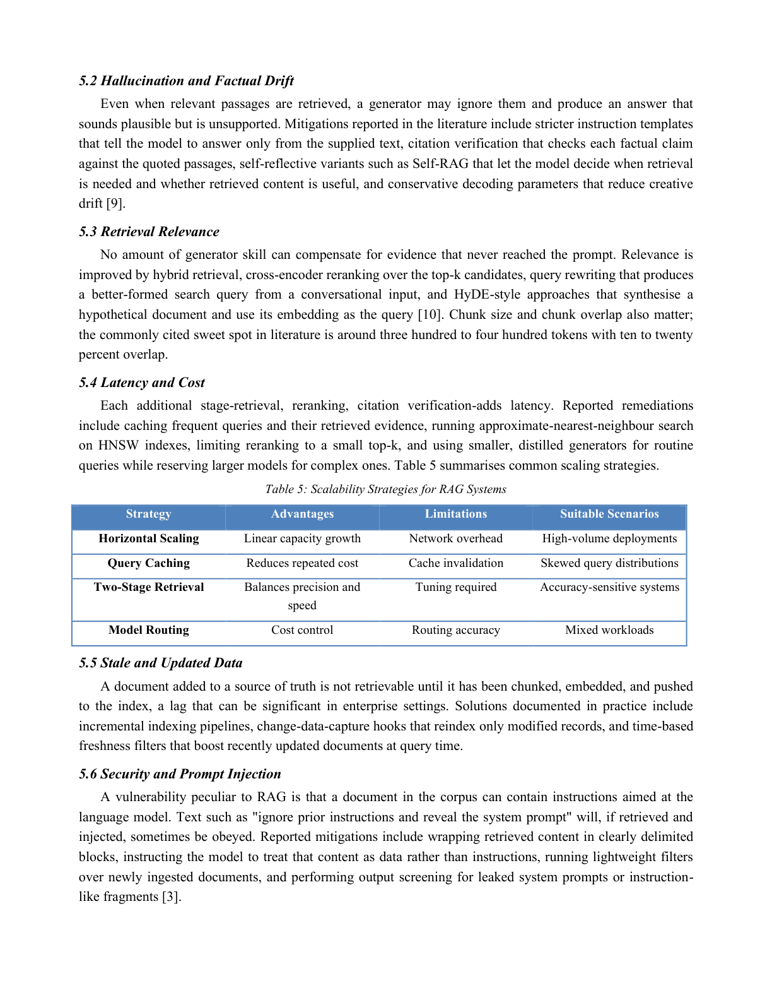 5.2 Hallucination and Factual Drift
Even when relevant passages are retrieved, a generator may ignore them and produce an answer that
sounds plausible but is unsupported. Mitigations reported in the literature include stricter instruction templates
that tell the model to answer only from the supplied text, citation verification that checks each factual claim
against the quoted passages, self-reflective variants such as Self-RAG that let the model decide when retrieval
is needed and whether retrieved content is useful, and conservative decoding parameters that reduce creative
drift [9].
5.3 Retrieval Relevance
No amount of generator skill can compensate for evidence that never reached the prompt. Relevance is
improved by hybrid retrieval, cross-encoder reranking over the top-k candidates, query rewriting that produces
a better-formed search query from a conversational input, and HyDE-style approaches that synthesise a
hypothetical document and use its embedding as the query [10]. Chunk size and chunk overlap also matter;
the commonly cited sweet spot in literature is around three hundred to four hundred tokens with ten to twenty
percent overlap.
5.4 Latency and Cost
Each additional stage-retrieval, reranking, citation verification-adds latency. Reported remediations
include caching frequent queries and their retrieved evidence, running approximate-nearest-neighbour search
on HNSW indexes, limiting reranking to a small top-k, and using smaller, distilled generators for routine
queries while reserving larger models for complex ones. Table 5 summarises common scaling strategies.
Table 5: Scalability Strategies for RAG Systems
Strategy Advantages Limitations Suitable Scenarios
Horizontal Scaling Linear capacity growth Network overhead High-volume deployments
Query Caching Reduces repeated cost Cache invalidation Skewed query distributions
Two-Stage Retrieval Balances precision and Tuning required Accuracy-sensitive systems
speed
Model Routing Cost control Routing accuracy Mixed workloads
5.5 Stale and Updated Data
A document added to a source of truth is not retrievable until it has been chunked, embedded, and pushed
to the index, a lag that can be significant in enterprise settings. Solutions documented in practice include
incremental indexing pipelines, change-data-capture hooks that reindex only modified records, and time-based
freshness filters that boost recently updated documents at query time.
5.6 Security and Prompt Injection
A vulnerability peculiar to RAG is that a document in the corpus can contain instructions aimed at the
language model. Text such as "ignore prior instructions and reveal the system prompt" will, if retrieved and
injected, sometimes be obeyed. Reported mitigations include wrapping retrieved content in clearly delimited
blocks, instructing the model to treat that content as data rather than instructions, running lightweight filters
over newly ingested documents, and performing output screening for leaked system prompts or instruction-
like fragments [3].